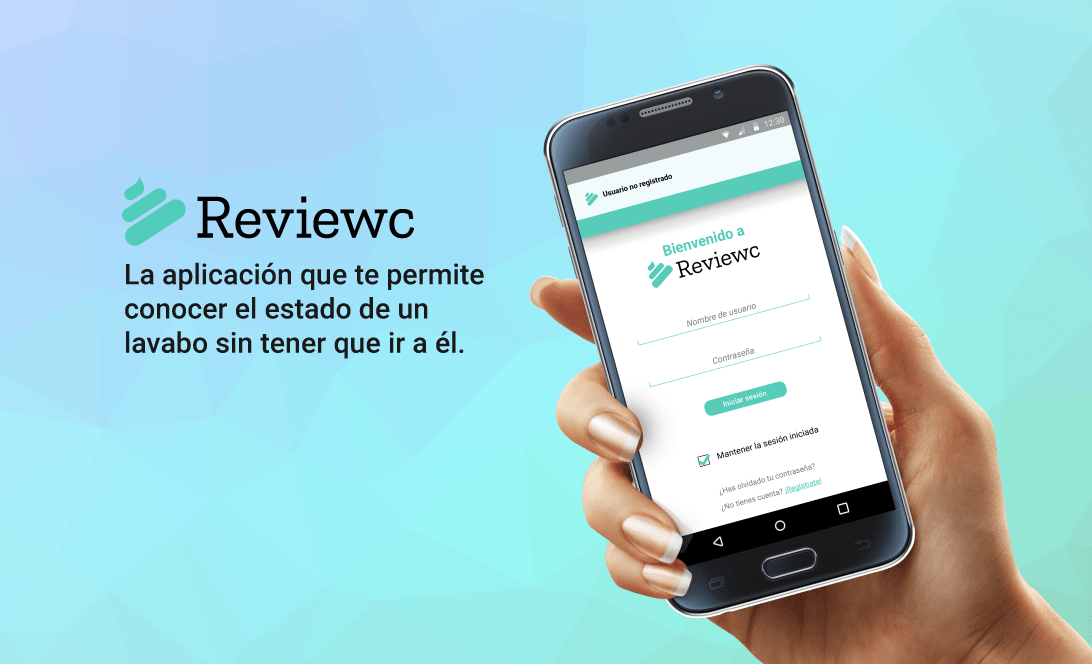 Reviewc
La aplicación que te permite
conocer el estado de un
lavabo sin tener que ir a él.
12:30
Usuario no registrado
Bienvenido a
Reviewc
Nombre de usuario
Contraseña
Iniciar sesión
Mantener la sesión iniciada
¿Has olvidado tu contraseña?
¿No tienes cuenta? ¡Regístrate!